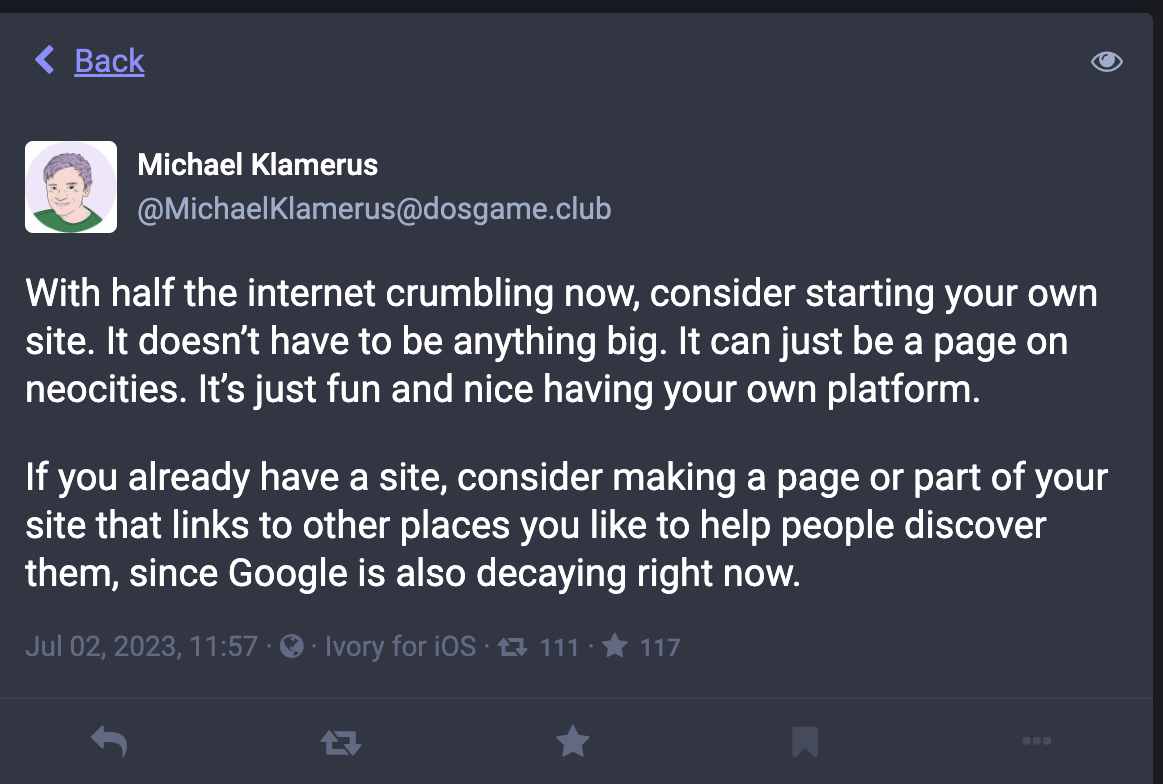 Back
Michael Klamerus
@MichaelKlamerus@dosgame.club
With half the internet crumbling now, consider starting your own
site. It doesn’t have to be anything big. It can just be a page on
neocities. It’s just fun and nice having your own platform.
If you already have a site, consider making a page or part of your
site that links to other places you like to help people discover
them, since Google is also decaying right now.
Jul 02, 2023, 11:57 · · Ivory for iOS · 111 · 117